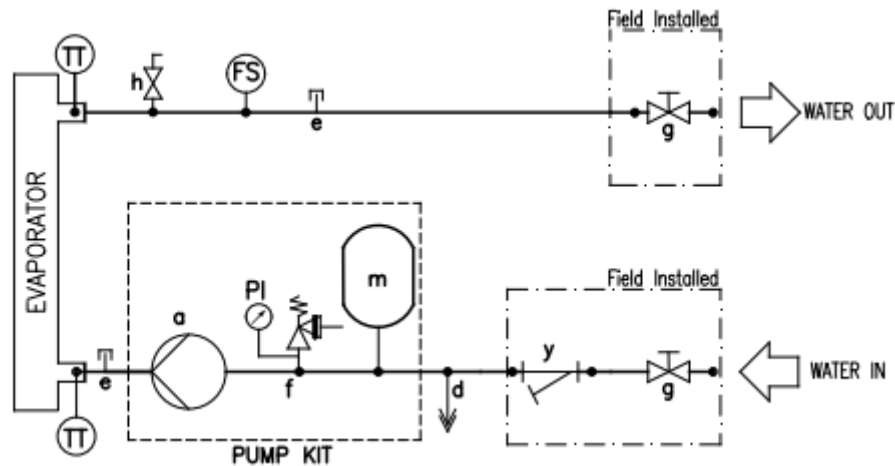 Field Installed
TT
h
FS
e
g
WATER OUT
EVAPORATOR
Field Installed
m
PI
a
y
e
f
d
g
WATER IN
TT
PUMP KIT